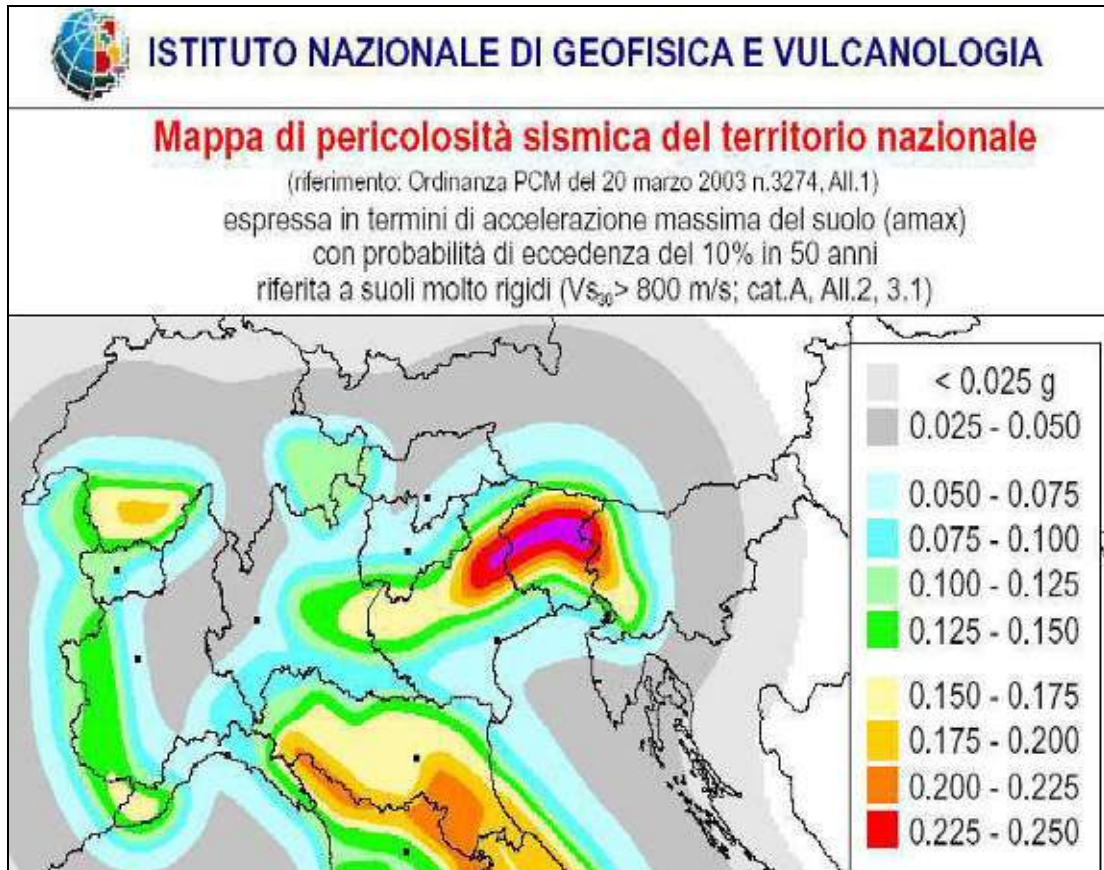 ISTITUTO NAZIONALE DI GEOFISICA E VULCANOLOGIA
Mappa di pericolosità sismica del territorio nazionale
(riferimento: Ordinanza PCM del 20 marzo 2003 n.3274, All.1)
espressa in termini di accelerazione massima del suolo (amax)
con probabilità di eccedenza del 10% in 50 anni
riferita a suoli molto rigidi (Vs₃₀> 800 m/s; cat.A, All.2, 3.1)
< 0.025 g
0.025 - 0.050
0.050 - 0.075
0.075 - 0.100
0.100 - 0.125
0.125 - 0.150
0.150 - 0.175
0.175 - 0.200
0.200 - 0.225
0.225 - 0.250